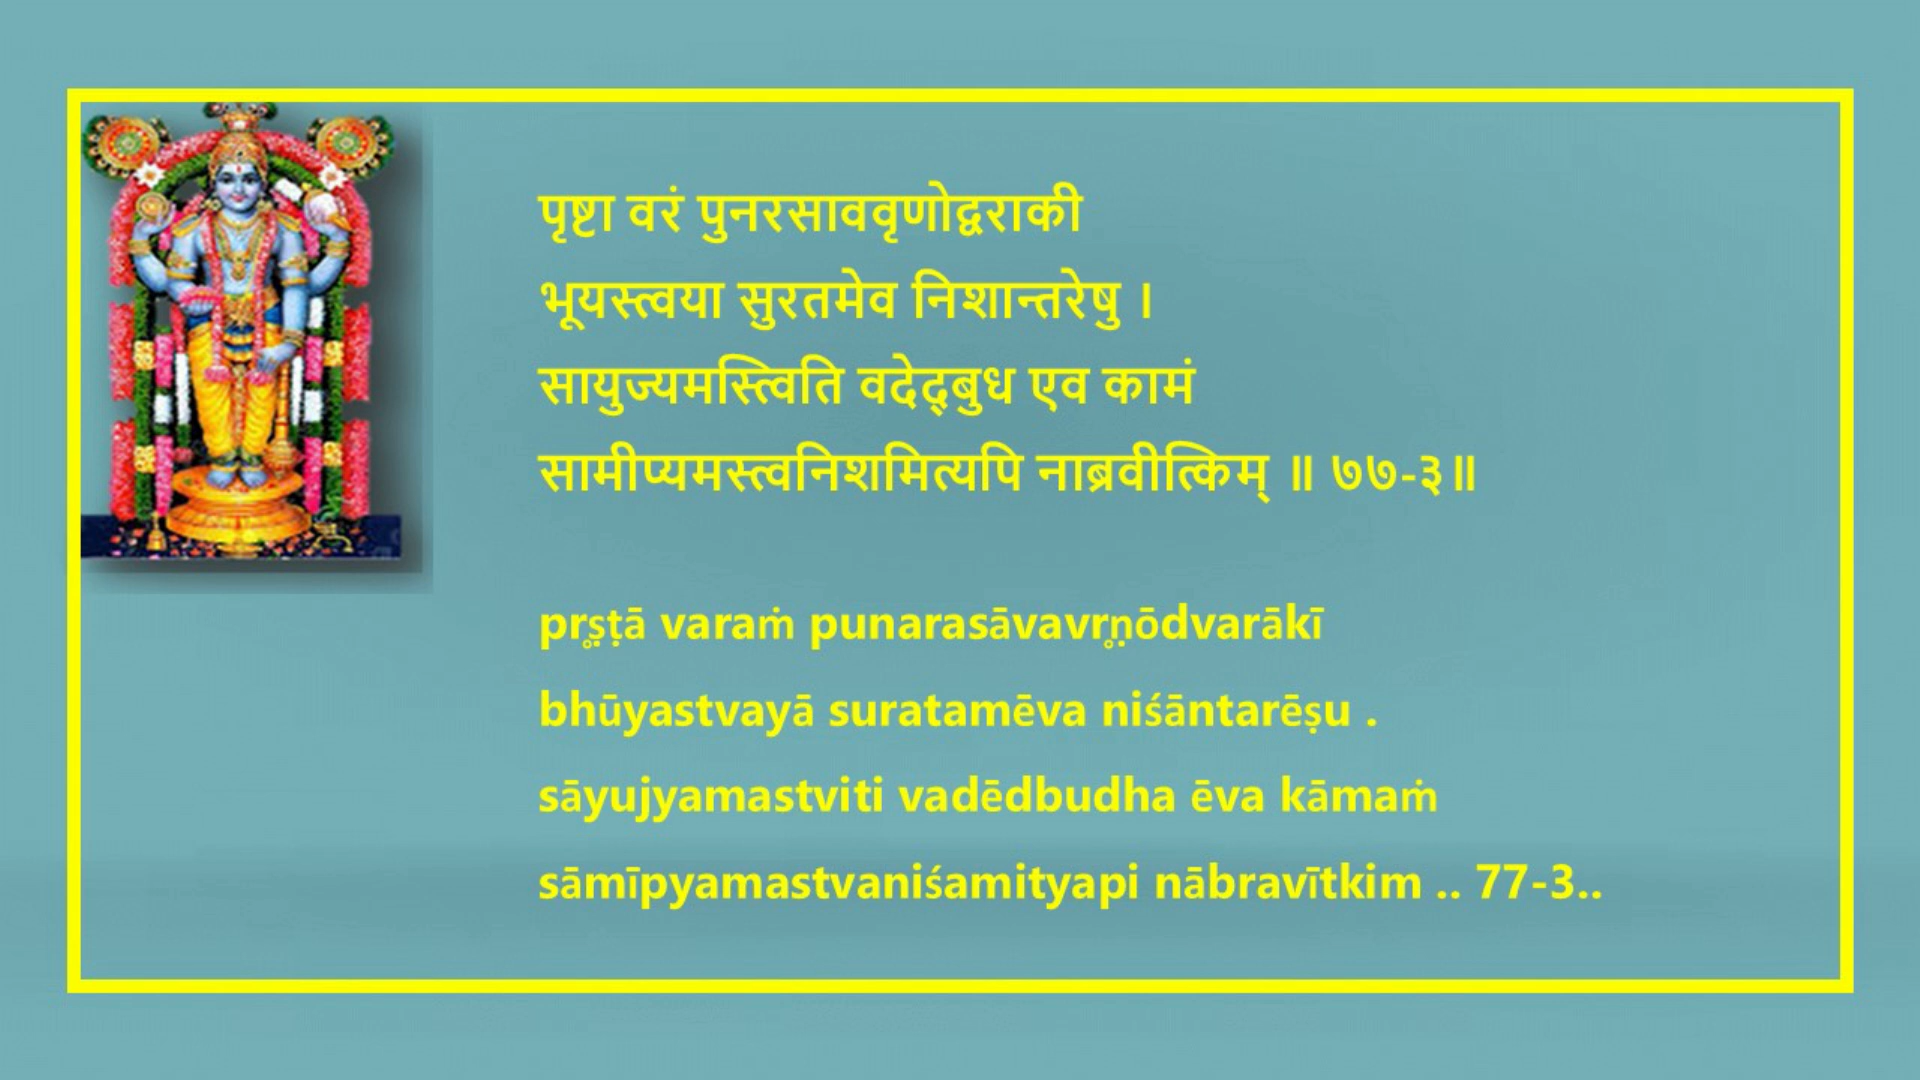 पृष्टा वरं पुनरसाववृणोद्वराकी
भूयस्त्वया सुरतमेव निशान्तरेषु ।
सायुज्यमस्त्विति वदेद्बुध एव कामं
सामीप्यमस्त्वनिशमित्यपि नाब्रवीत्किम् ॥ ७७-३॥
pr̥ṣṭā varaṁ punarasāvavr̥ṇōdvarākī
bhūyastvayā suratamēva niśāntarēṣu .
sāyujyamastviti vadēdbudha ēva kāmaṁ
sāmīpyamastvaniśamityapi nābravītkim .. 77-3..